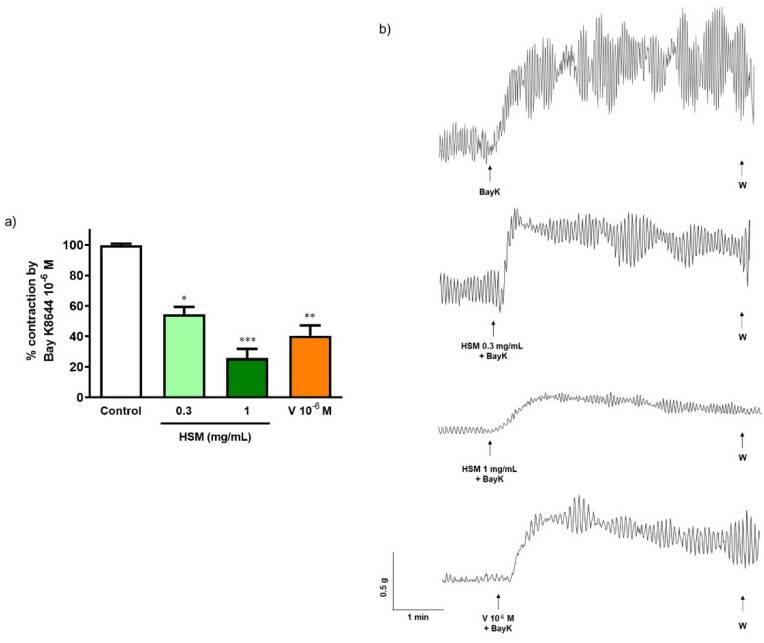 a)
% contraction by
Bay K8644 10⁻⁶ M
100
80
60
40
20
0
*
***
**
Control
0.3
1
V 10⁻⁶ M
HSM (mg/mL)
b)
BayK
W
HSM 0.3 mg/mL
+ BayK
W
HSM 1 mg/mL
+ BayK
W
0.5 g
1 min
V 10⁻⁶ M
+ BayK
W